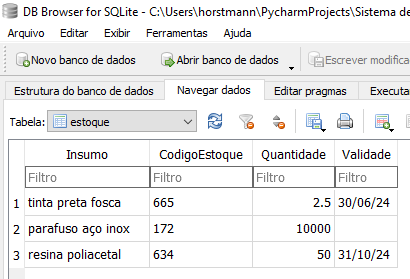 DB Browser for SQLite - C:\Users\horstmann\PycharmProjects\Sistema de
Arquivo Editar Exibir Ferramentas Ajuda
Novo banco de dados Abrir banco de dados Escrever modifica
Estrutura do banco de dados Navegar dados Editar pragmas Executa
Tabela: estoque
Insumo CodigoEstoque Quantidade Validade
Filtro Filtro Filtro Filtro
1 tinta preta fosca 665 2.5 30/06/24
2 parafuso aço inox 172 10000
3 resina poliacetal 634 50 31/10/24